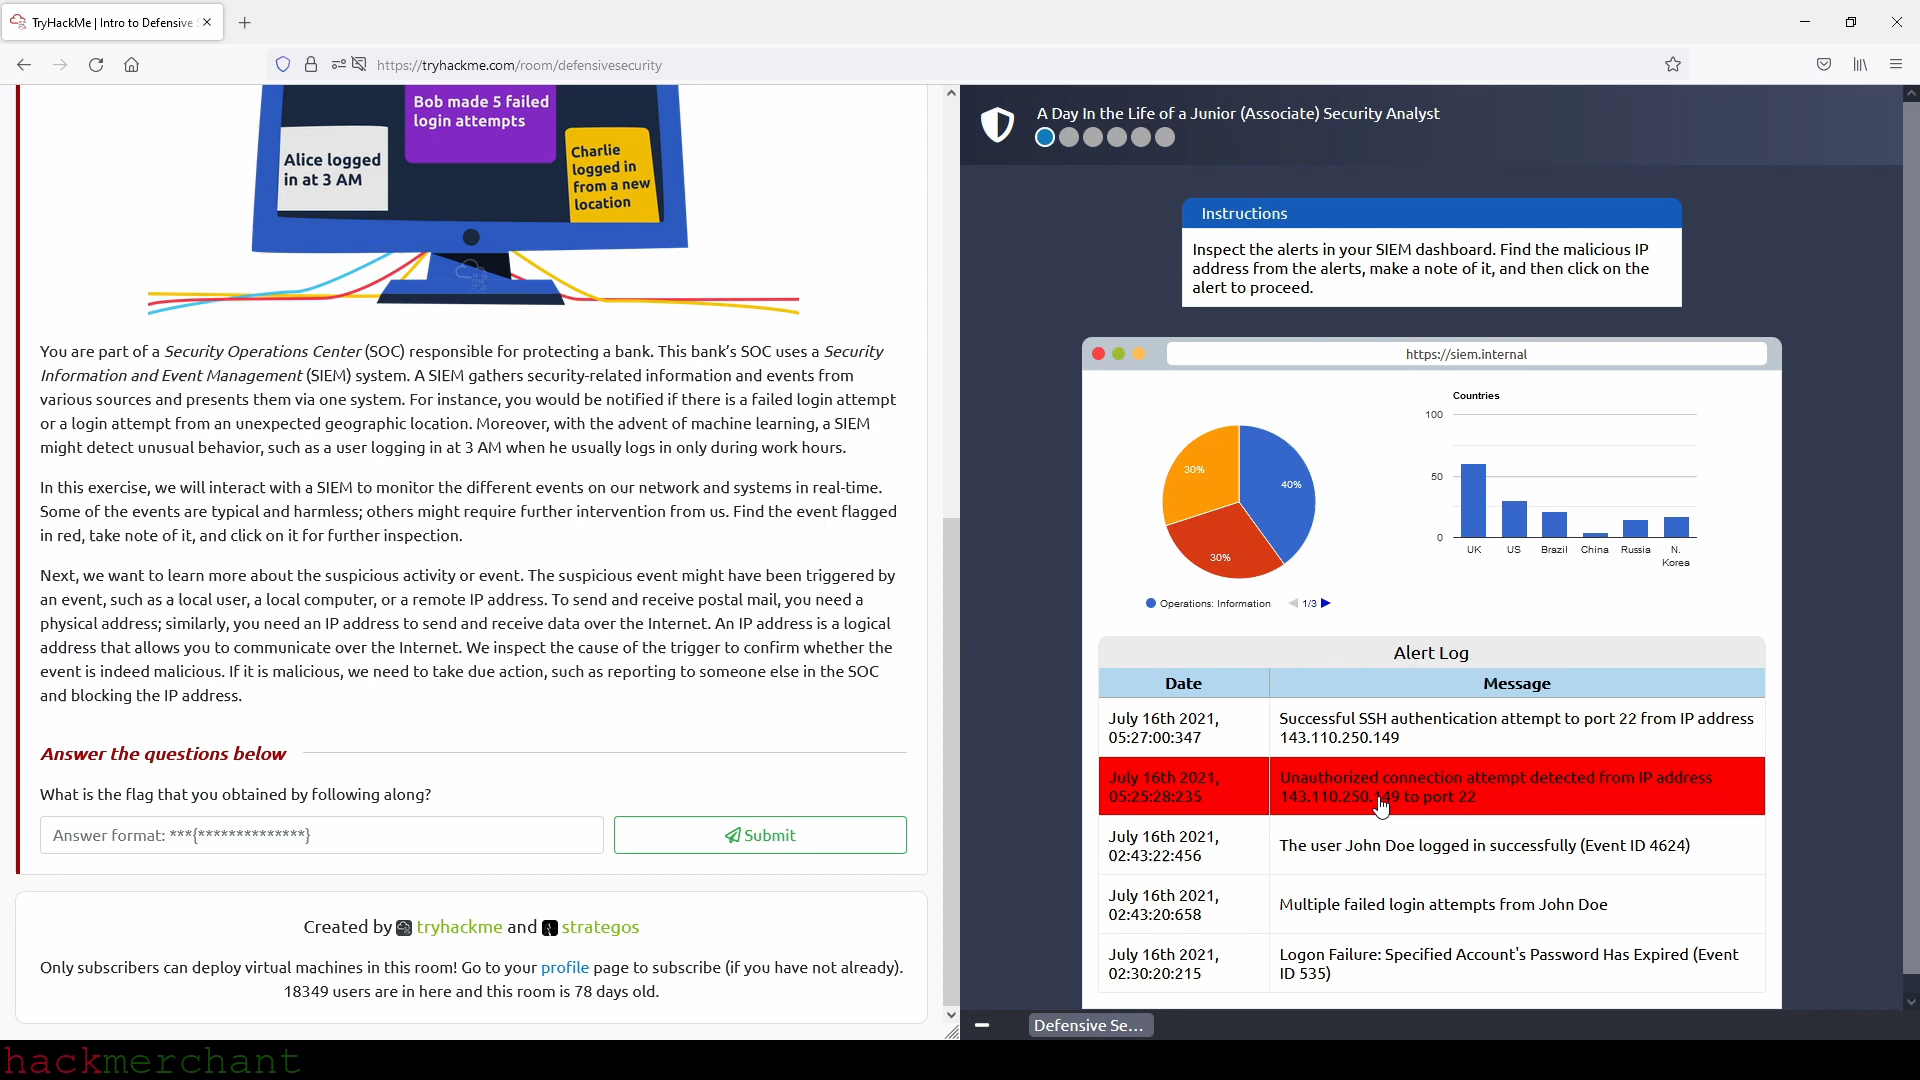 TryHackMe | Intro to Defensive
https://tryhackme.com/room/defensivesecurity
Bob made 5 failed
login attempts
Alice logged
in at 3 AM
Charlie
logged in
from a new
location
You are part of a Security Operations Center (SOC) responsible for protecting a bank. This bank's SOC uses a Security
Information and Event Management (SIEM) system. A SIEM gathers security-related information and events from
various sources and presents them via one system. For instance, you would be notified if there is a failed login attempt
or a login attempt from an unexpected geographic location. Moreover, with the advent of machine learning, a SIEM
might detect unusual behavior, such as a user logging in at 3 AM when he usually logs in only during work hours.
In this exercise, we will interact with a SIEM to monitor the different events on our network and systems in real-time.
Some of the events are typical and harmless; others might require further intervention from us. Find the event flagged
in red, take note of it, and click on it for further inspection.
Next, we want to learn more about the suspicious activity or event. The suspicious event might have been triggered by
an event, such as a local user, a local computer, or a remote IP address. To send and receive postal mail, you need a
physical address; similarly, you need an IP address to send and receive data over the Internet. An IP address is a logical
address that allows you to communicate over the Internet. We inspect the cause of the trigger to confirm whether the
event is indeed malicious. If it is malicious, we need to take due action, such as reporting to someone else in the SOC
and blocking the IP address.
Answer the questions below
What is the flag that you obtained by following along?
Answer format: ***{***************}
Submit
Created by tryhackme and strategos
Only subscribers can deploy virtual machines in this room! Go to your profile page to subscribe (if you have not already).
18349 users are in here and this room is 78 days old.
A Day In the Life of a Junior (Associate) Security Analyst
Instructions
Inspect the alerts in your SIEM dashboard. Find the malicious IP
address from the alerts, make a note of it, and then click on the
alert to proceed.
https://siem.internal
30%
40%
30%
Operations: Information
1/3
Countries
100
50
0
UK US Brazil China Russia N.
Korea
Alert Log
Date Message
July 16th 2021,
05:27:00:347
Successful SSH authentication attempt to port 22 from IP address
143.110.250.149
July 16th 2021,
05:25:28:235
Unauthorized connection attempt detected from IP address
143.110.250.149 to port 22
July 16th 2021,
02:43:22:456
The user John Doe logged in successfully (Event ID 4624)
July 16th 2021,
02:43:20:658
Multiple failed login attempts from John Doe
July 16th 2021,
02:30:20:215
Logon Failure: Specified Account's Password Has Expired (Event
ID 535)
Defensive Se...
hackmerchant